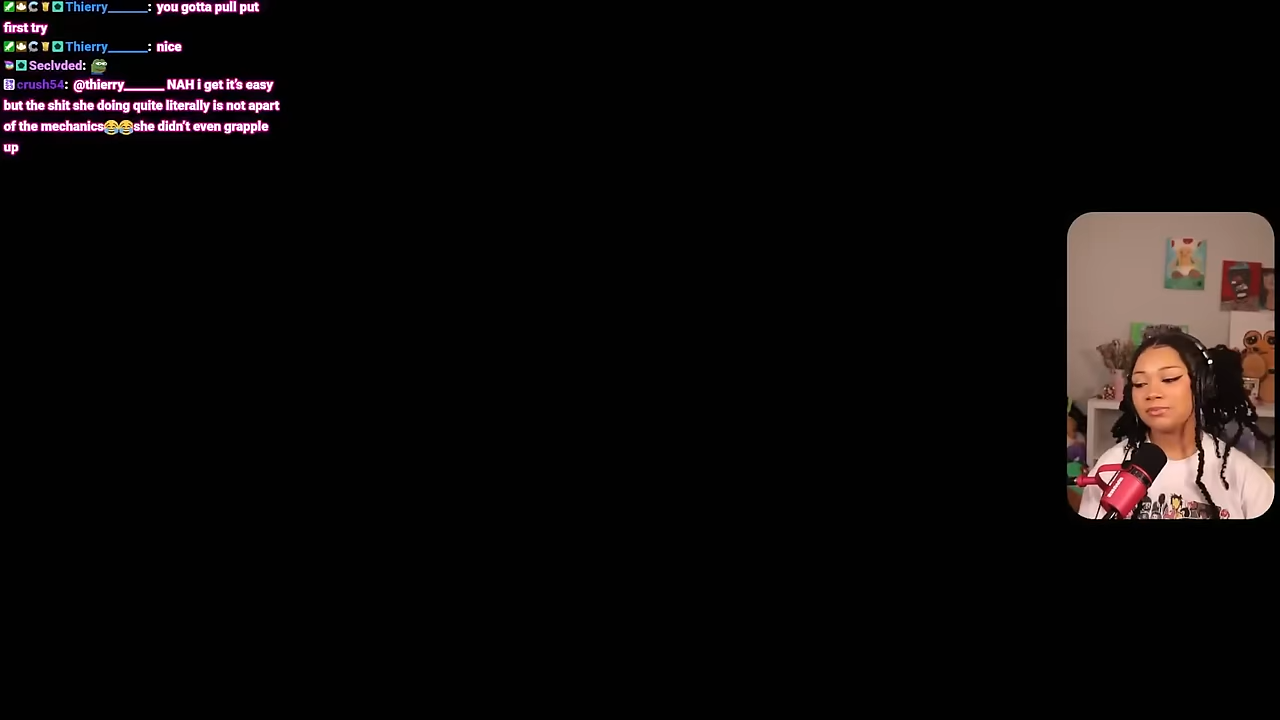 Thierry______: you gotta pull put
first try
Thierry______: nice
Seclvded:
crush54: @thierry______ NAH i get it's easy
but the shit she doing quite literally is not apart
of the mechanics😂😂she didn't even grapple
up